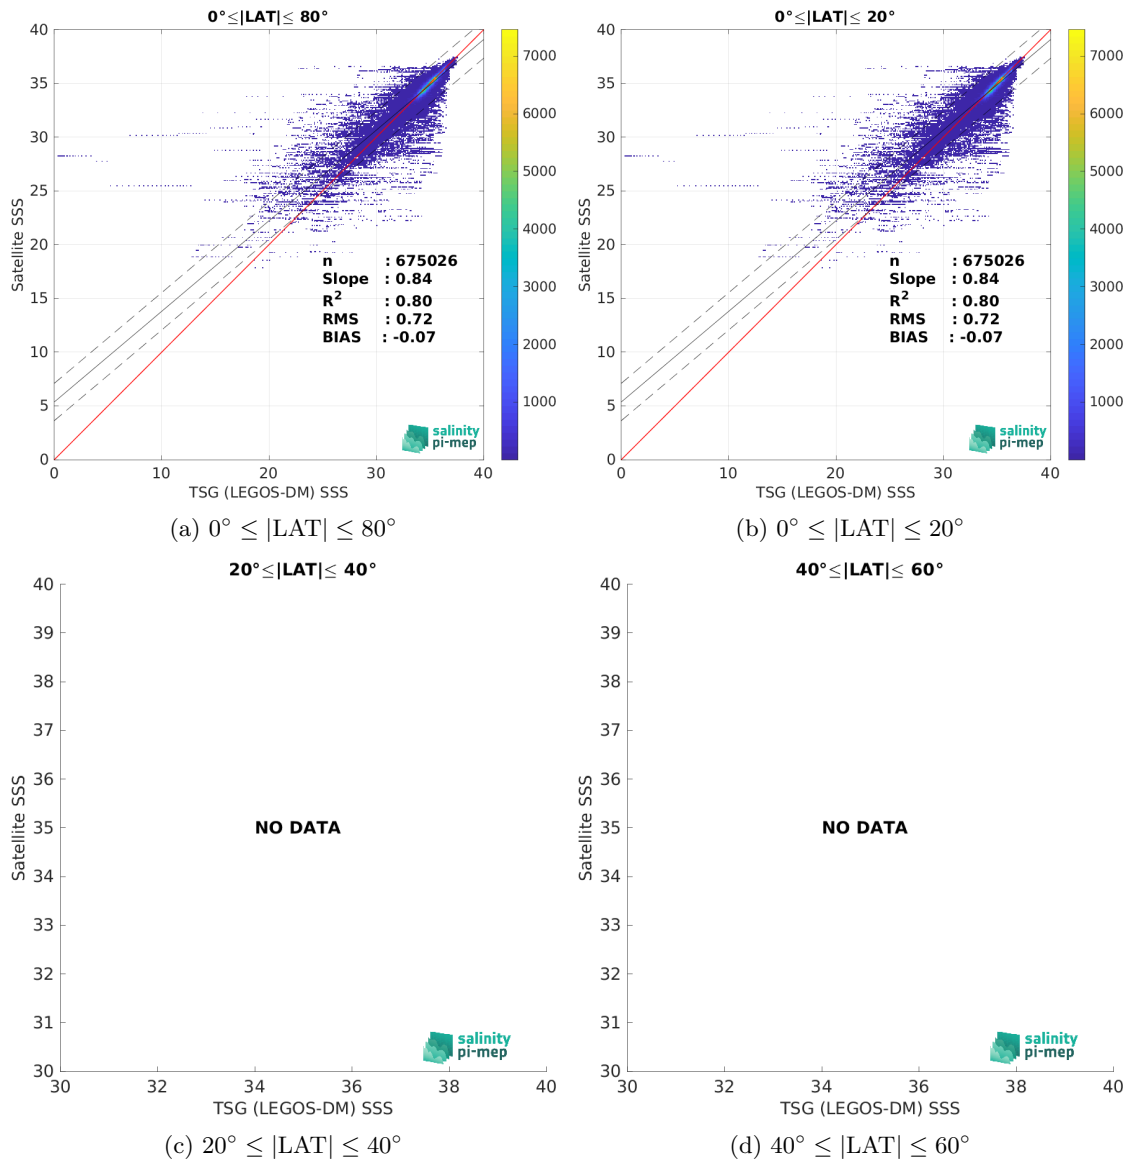 0°≤|LAT|≤ 80°
40
35
30
25
20
15
10
5
0
Satellite SSS
0
10
20
30
40
TSG (LEGOS-DM) SSS
n : 675026
Slope : 0.84
R² : 0.80
RMS : 0.72
BIAS : -0.07
salinity
pi-mep
7000
6000
5000
4000
3000
2000
1000
(a) 0° ≤ |LAT| ≤ 80°
0°≤|LAT|≤ 20°
40
35
30
25
20
15
10
5
0
Satellite SSS
0
10
20
30
40
TSG (LEGOS-DM) SSS
n : 675026
Slope : 0.84
R² : 0.80
RMS : 0.72
BIAS : -0.07
salinity
pi-mep
7000
6000
5000
4000
3000
2000
1000
(b) 0° ≤ |LAT| ≤ 20°
20°≤|LAT|≤ 40°
40
39
38
37
36
35
34
33
32
31
30
Satellite SSS
NO DATA
salinity
pi-mep
30
32
34
36
38
40
TSG (LEGOS-DM) SSS
(c) 20° ≤ |LAT| ≤ 40°
40°≤|LAT|≤ 60°
40
39
38
37
36
35
34
33
32
31
30
Satellite SSS
NO DATA
salinity
pi-mep
30
32
34
36
38
40
TSG (LEGOS-DM) SSS
(d) 40° ≤ |LAT| ≤ 60°